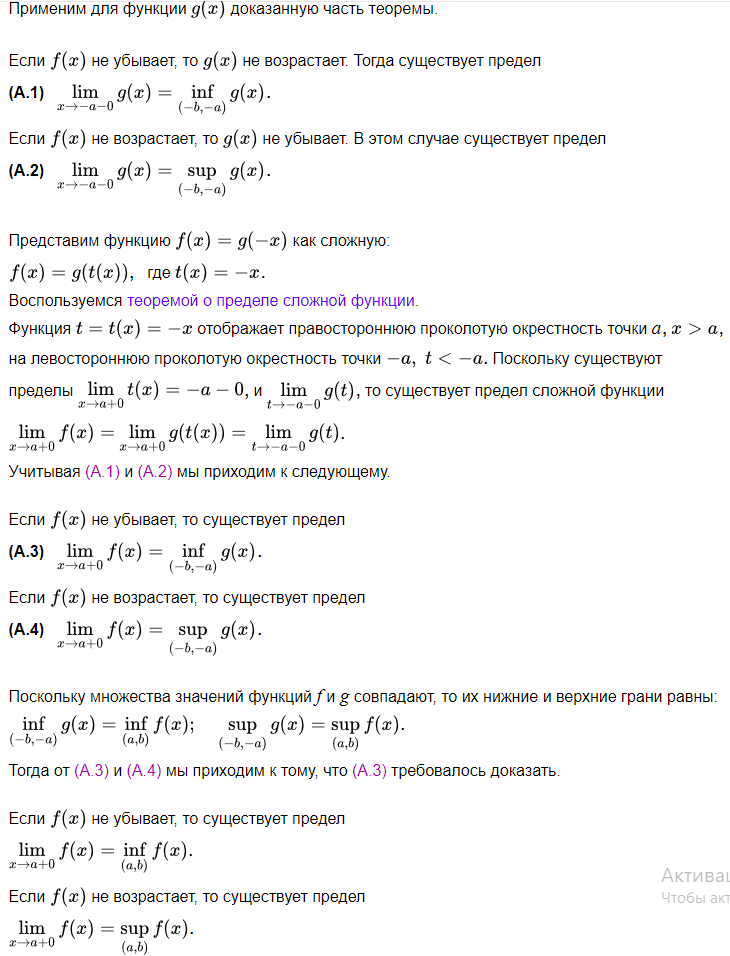 Применим для функции g(x) доказанную часть теоремы.
Если f(x) не убывает, то g(x) не возрастает. Тогда существует предел
(A.1) lim_{x→−a−0} g(x) = inf_{(−b,−a)} g(x).
Если f(x) не возрастает, то g(x) не убывает. В этом случае существует предел
(A.2) lim_{x→−a−0} g(x) = sup_{(−b,−a)} g(x).
Представим функцию f(x) = g(−x) как сложную:
f(x) = g(t(x)), где t(x) = −x.
Воспользуемся теоремой о пределе сложной функции.
Функция t = t(x) = −x отображает правостороннюю проколотую окрестность точки a, x > a,
на левостороннюю проколотую окрестность точки −a, t < −a. Поскольку существуют
пределы lim_{x→a+0} t(x) = −a − 0, и lim_{t→−a−0} g(t), то существует предел сложной функции
lim_{x→a+0} f(x) = lim_{x→a+0} g(t(x)) = lim_{t→−a−0} g(t).
Учитывая (A.1) и (A.2) мы приходим к следующему.
Если f(x) не убывает, то существует предел
(A.3) lim_{x→a+0} f(x) = inf_{(−b,−a)} g(x).
Если f(x) не возрастает, то существует предел
(A.4) lim_{x→a+0} f(x) = sup_{(−b,−a)} g(x).
Поскольку множества значений функций f и g совпадают, то их нижние и верхние грани равны:
inf_{(−b,−a)} g(x) = inf_{(a,b)} f(x); sup_{(−b,−a)} g(x) = sup_{(a,b)} f(x).
Тогда от (A.3) и (A.4) мы приходим к тому, что (A.3) требовалось доказать.
Если f(x) не убывает, то существует предел
lim_{x→a+0} f(x) = inf_{(a,b)} f(x).
Если f(x) не возрастает, то существует предел
lim_{x→a+0} f(x) = sup_{(a,b)} f(x).
Актива
Чтобы акт